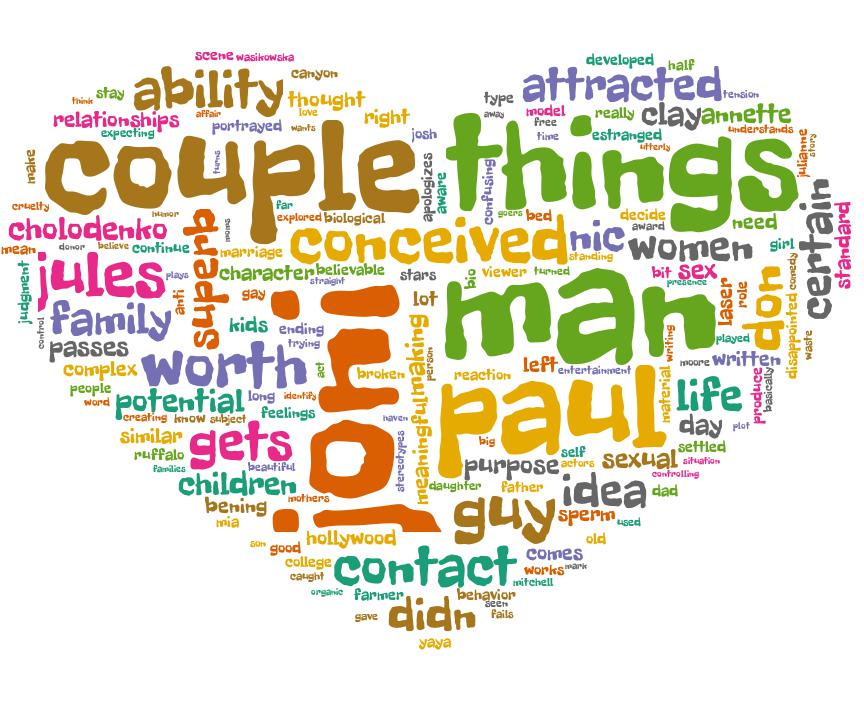 scene wasikowska
developed half
canyon
ability
attracted
tension
think
stay
thought
type
affair
love
away
model
really
clay
annette
relationships
expecting
portrayed
wants
right
free
josh
time
estranged
understands
utterly
julianne
story
make
couple
turns
things
apologizes
aware
confusing
cruelty
humor
far
explored
biological
goers
bed
decide
award
need
certain
standard
cholodenko
superb
moms
conceived
nic
women
girl
standing
mean
donor
believe
continue
marriage
jules
plays
character
believable
straight
stars
bio
viewer
turned
bit
sex
presence
laser
role
don
comedy
judgment
anti
gay
joni
lot
man
disappointed
waste
control
family
kids
ending
trying
played
passes
writing
moore
written
complex
worth
act
broken
making
person
reaction
left
entertainment
material
produce
basically
people
word
potential
long
identify
paul
life
creating
know
subject
feelings
haven
stereotypes
meaningful
day
plot
similar
gets
big
settled
ruffalo
beautiful
purpose
self
actors
sexual
situation
families
controlling
children
mothers
daughter
father
idea
dad
bening
guy
sperm
used
mia
son
good
hollywood
old
college
contact
comes
caught
works
mark
mitchell
organic
farmer
behavior
seen
gave
didn
fails
yaya